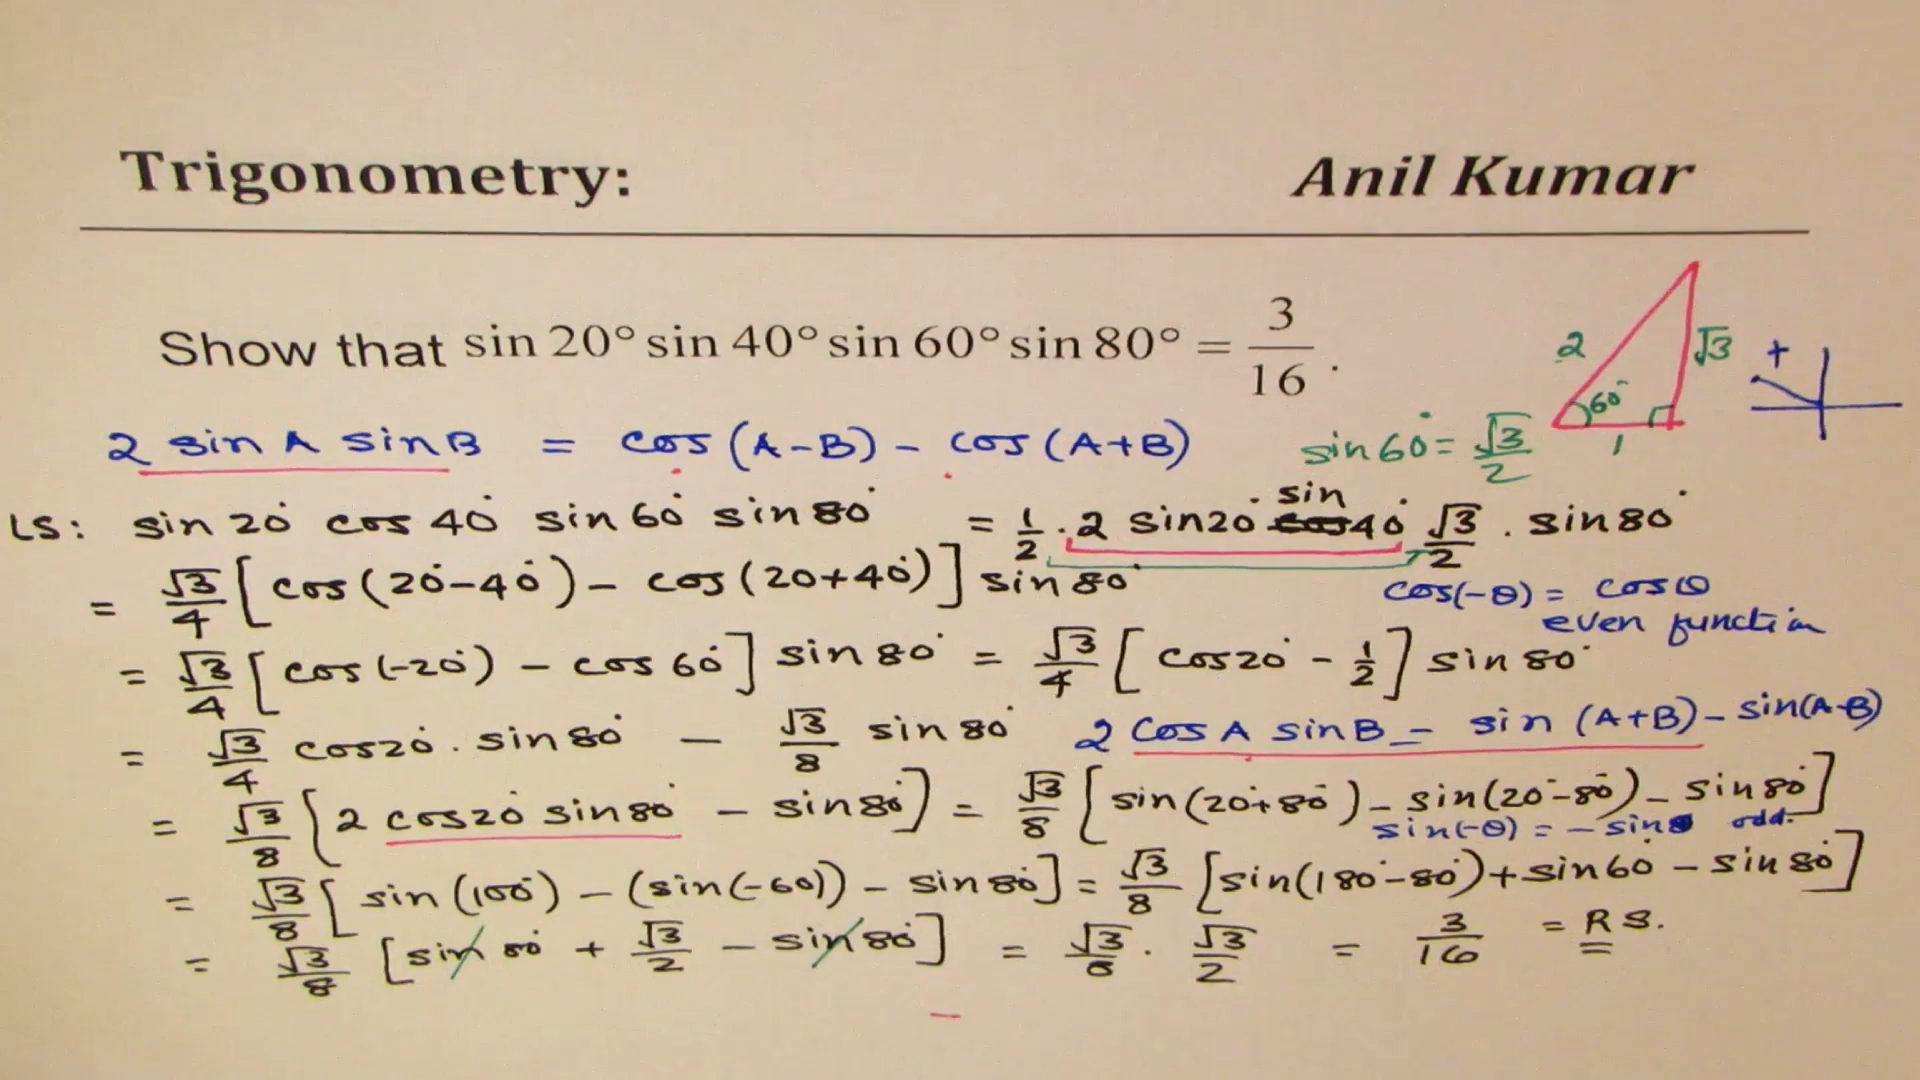 Trigonometry: Anil Kumar
Show that sin 20° sin 40° sin 60° sin 80° = 3/16 .
2 sin A sin B = cos (A-B) - cos (A+B)
sin 60° = √3/2
2 √3 60° 1 +
LS: sin 20° cos 40° sin 60° sin 80° = 1/2 . 2 sin 20° sin 40° √3/2 . sin 80°
= √3/4 [ cos (20°-40°) - cos (20+40°) ] sin 80°
cos(-θ) = cos θ
even function
= √3/4 [ cos (-20°) - cos 60° ] sin 80° = √3/4 [ cos 20° - 1/2 ] sin 80°
= √3/4 cos 20° . sin 80° - √3/8 sin 80°
2 cos A sin B = sin (A+B) - sin(A-B)
= √3/8 [ 2 cos 20° sin 80° - sin 80° ] = √3/8 [ sin (20°+80°) - sin (20°-80°) - sin 80° ]
sin(-θ) = - sin θ odd.
= √3/8 [ sin (100°) - (sin (-60)) - sin 80° ] = √3/8 [ sin(180°-80°) + sin 60 - sin 80° ]
= √3/8 [ sin 80° + √3/2 - sin 80° ] = √3/8 . √3/2 = 3/16 = RS.